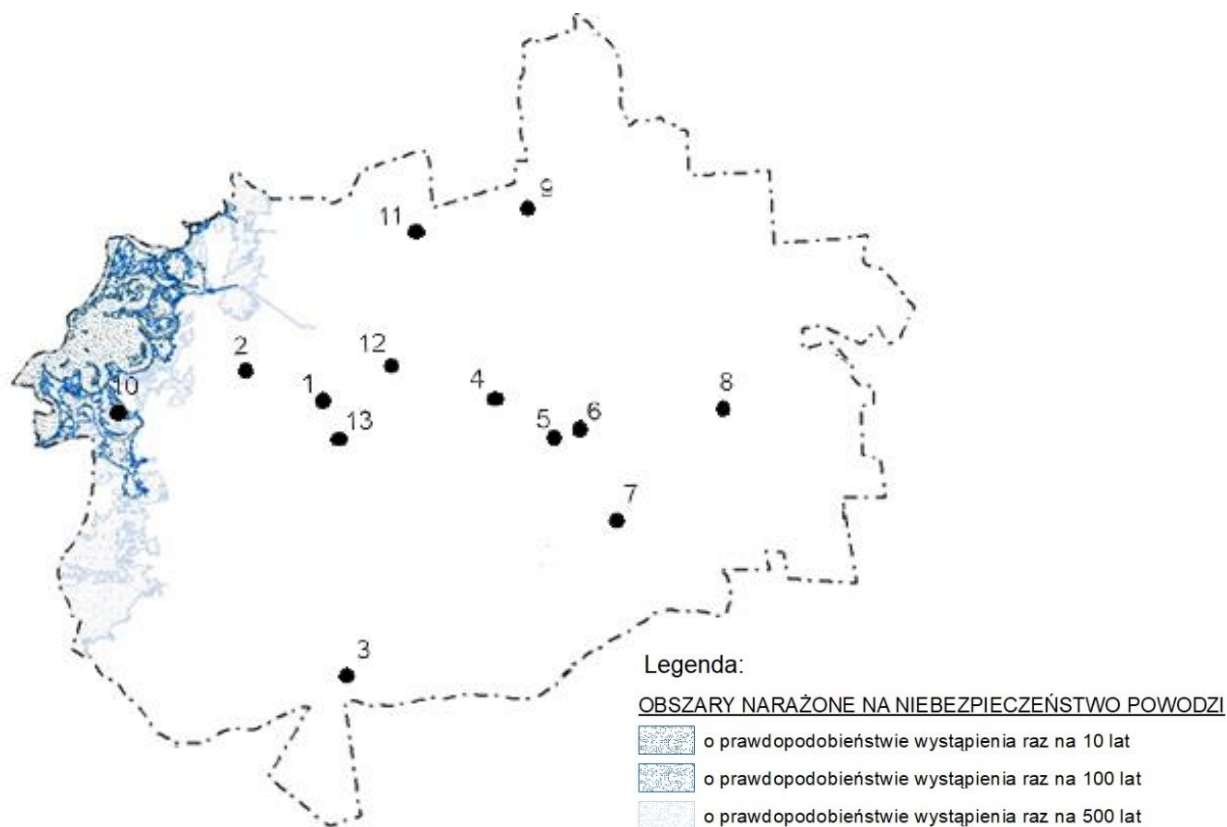 9
11
2
12
10
1
4
8
13
5
6
7
3
Legenda:
OBSZARY NARAŻONE NA NIEBEZPIECZEŃSTWO POWODZI
o prawdopodobieństwie wystąpienia raz na 10 lat
o prawdopodobieństwie wystąpienia raz na 100 lat
o prawdopodobieństwie wystąpienia raz na 500 lat